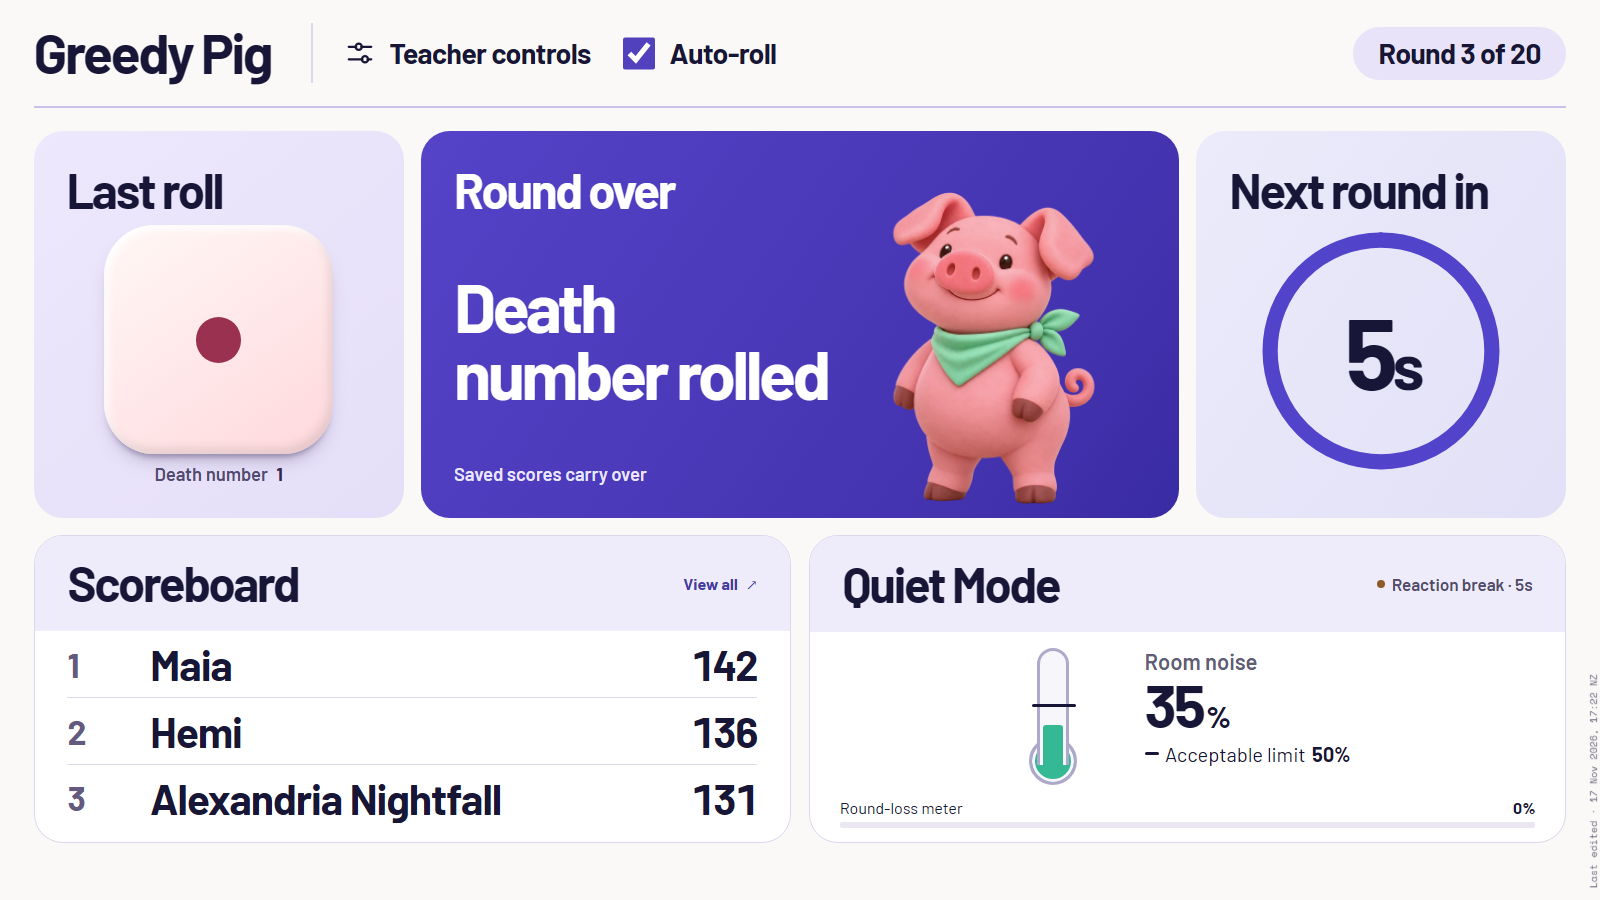 Greedy Pig
Teacher controls
Auto-roll
Round 3 of 20
Last roll
Death number 1
Round over
Death
number rolled
Saved scores carry over
Next round in
5s
Scoreboard
View all ↗
1 Maia 142
2 Hemi 136
3 Alexandria Nightfall 131
Quiet Mode
Reaction break · 5s
Room noise
35%
Acceptable limit 50%
Round-loss meter 0%
Last edited · 17 Nov 2026, 17:22 NZ